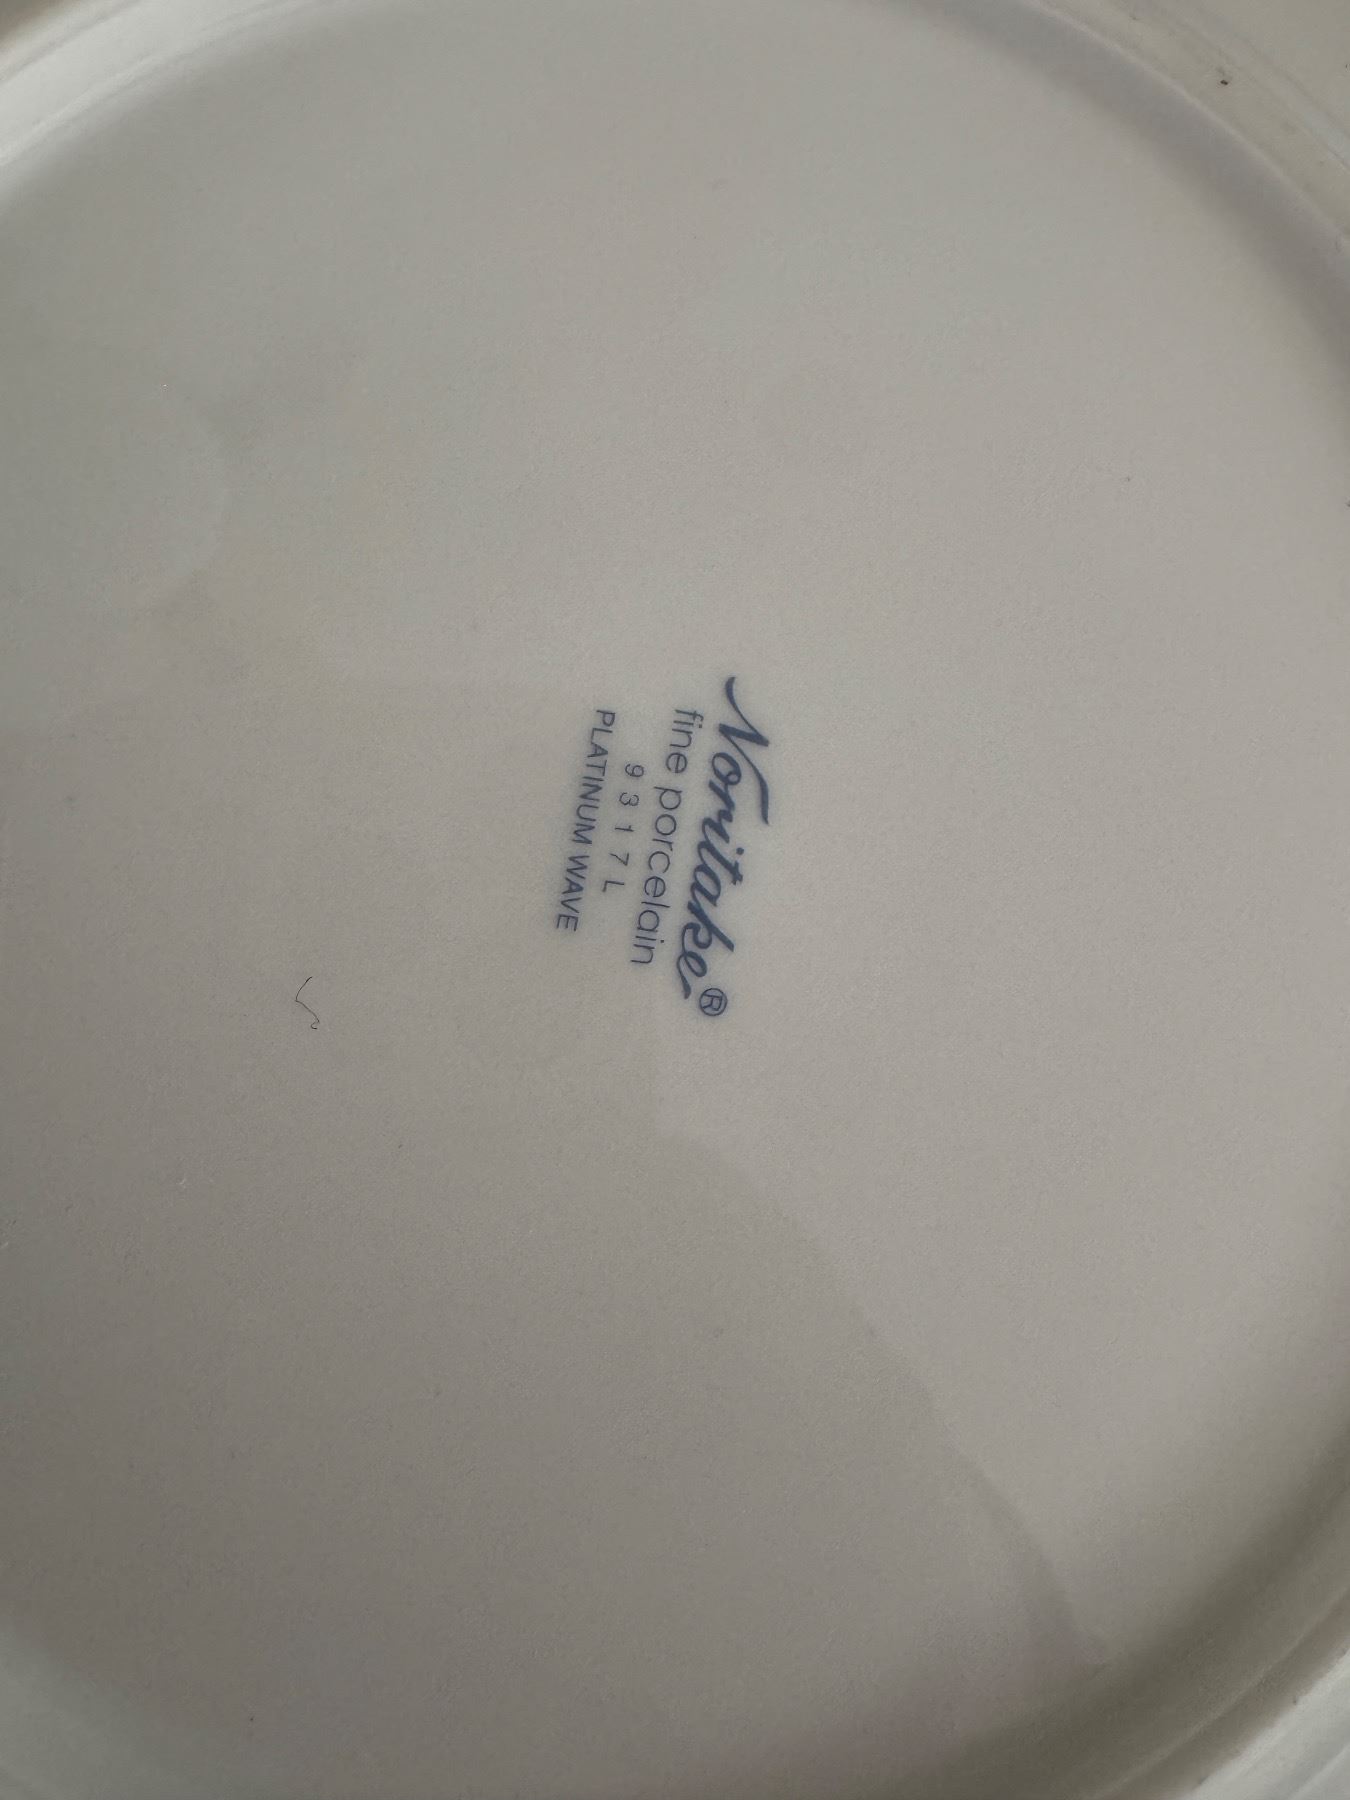 Noritake®
fine porcelain
9317L
PLATINUM WAVE